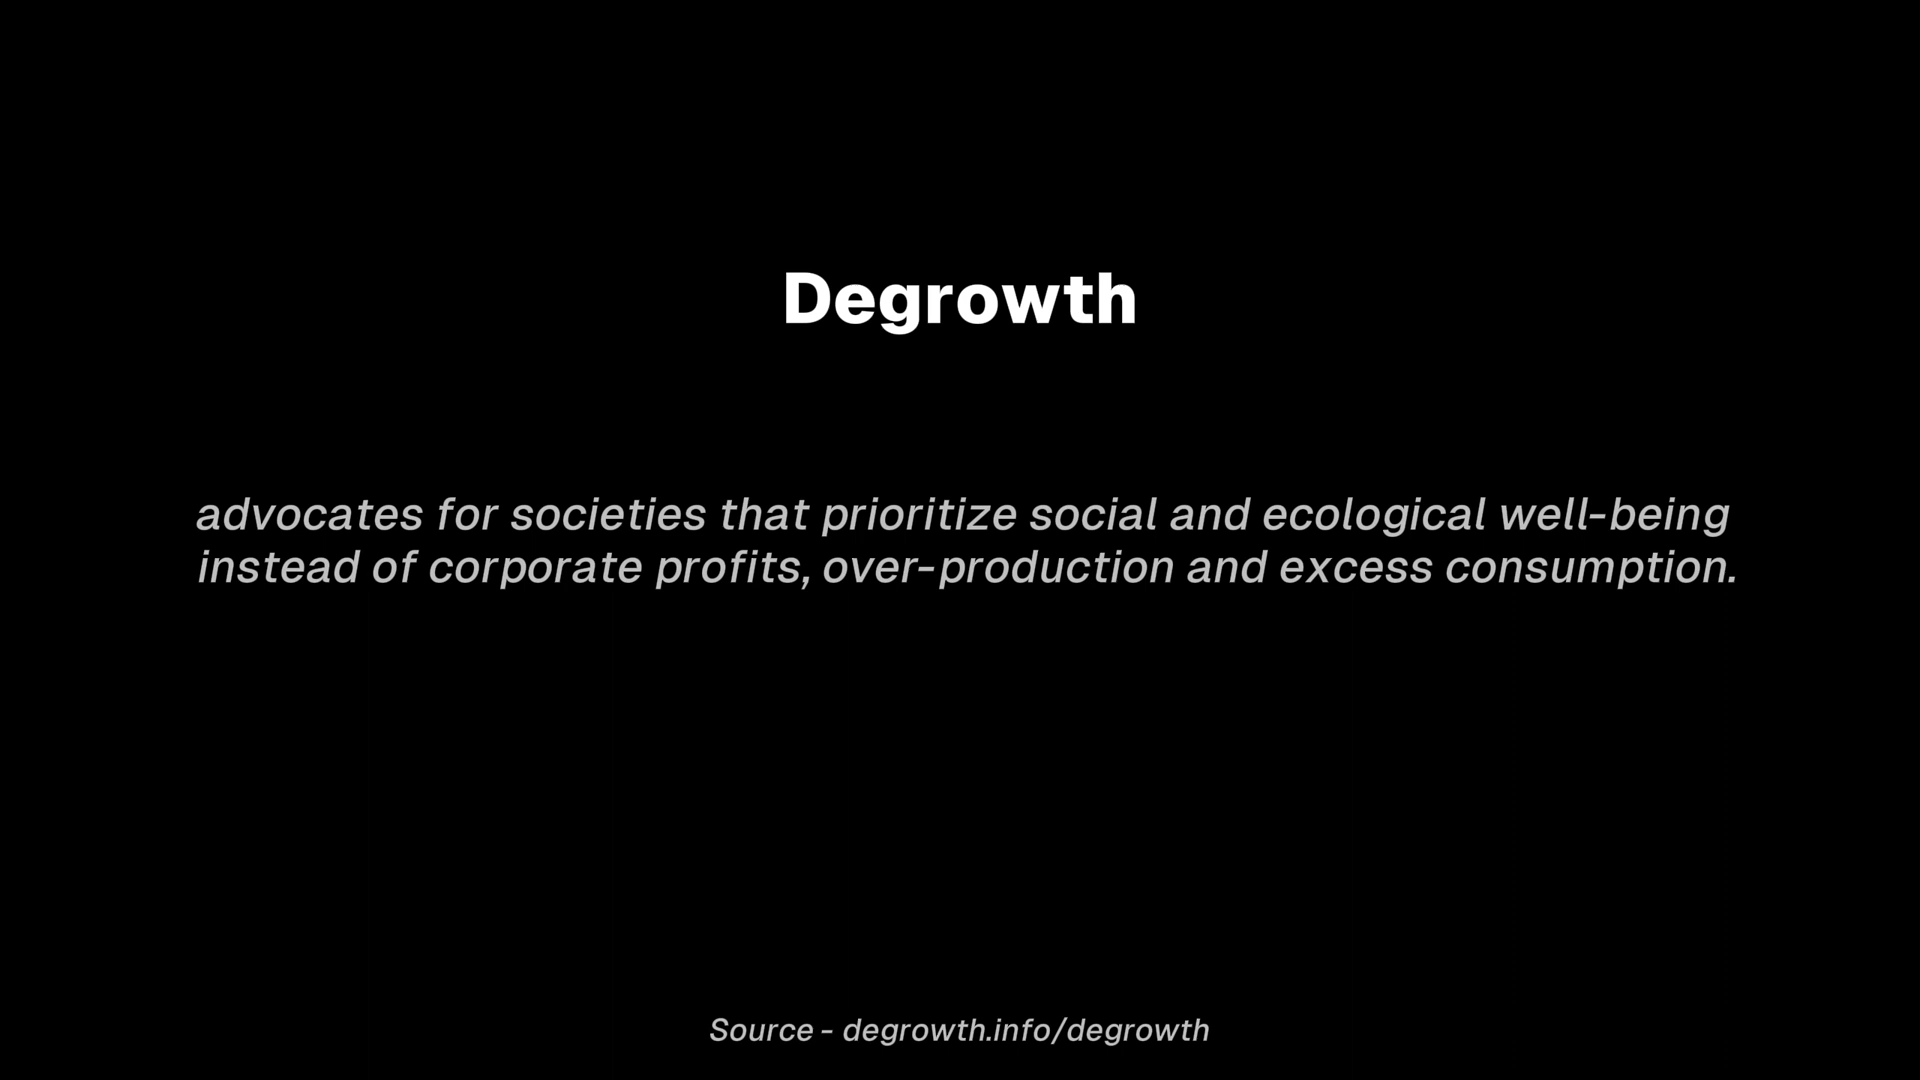 Degrowth
advocates for societies that prioritize social and ecological well-being
instead of corporate profits, over-production and excess consumption.
Source - degrowth.info/degrowth